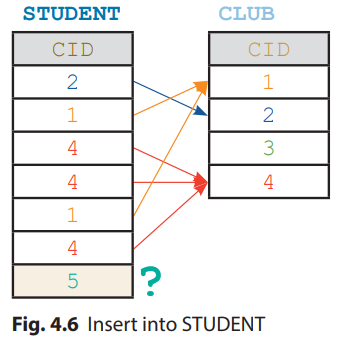 STUDENT CLUB
CID CID
2 1
1 2
4 3
4 4
1
4
5 ?
Fig. 4.6 Insert into STUDENT